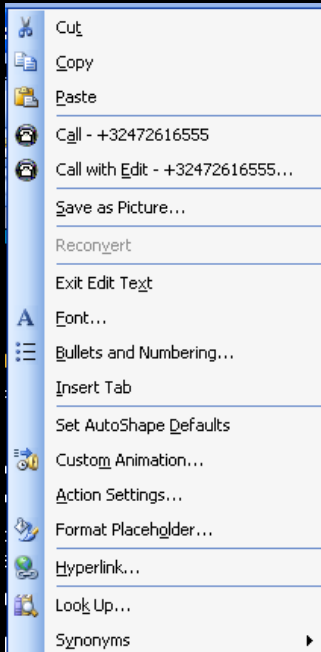 Cut
Copy
Paste
Call - +32472616555
Call with Edit - +32472616555...
Save as Picture...
Reconvert
Exit Edit Text
Font...
Bullets and Numbering...
Insert Tab
Set AutoShape Defaults
Custom Animation...
Action Settings...
Format Placeholder...
Hyperlink...
Look Up...
Synonyms